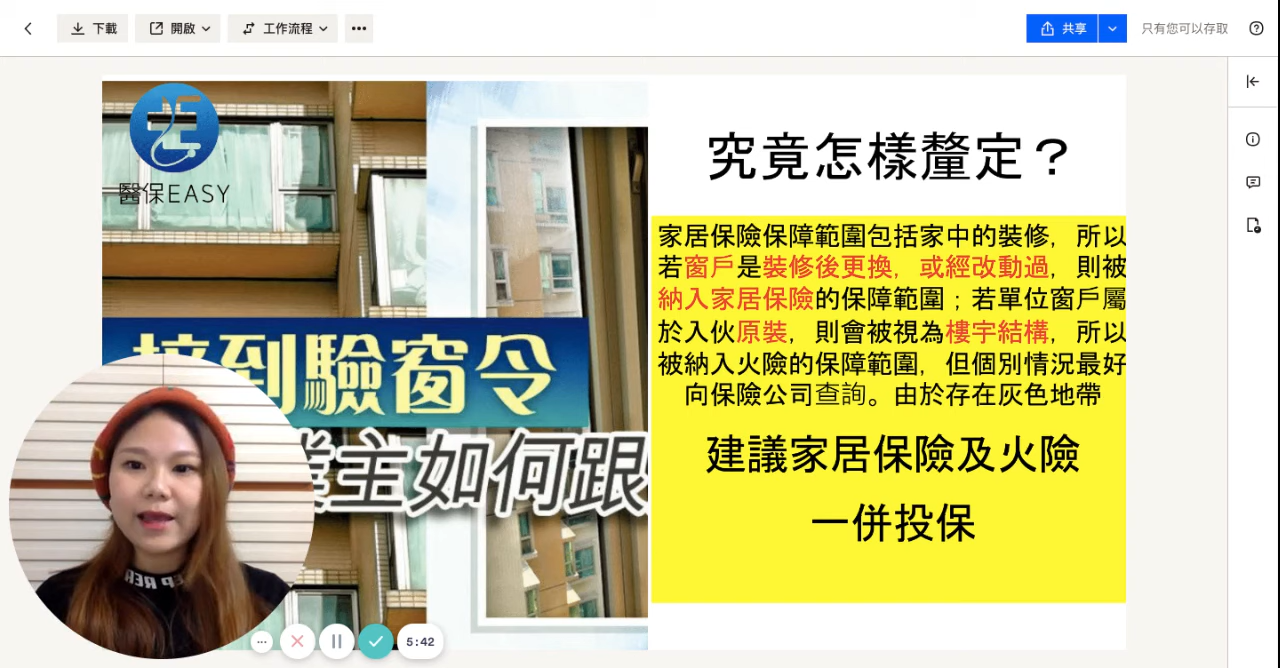 下載
開啟
工作流程
共享
只有您可以存取
醫保EASY
究竟怎樣釐定？
家居保險保障範圍包括家中的裝修，所以
若窗戶是裝修後更換，或經改動過，則被
納入家居保險的保障範圍；若單位窗戶屬
於入伙原裝，則會被視為樓宇結構，所以
被納入火險的保障範圍，但個別情況最好
向保險公司查詢。由於存在灰色地帶
建議家居保險及火險
一併投保
接到驗窗令
業主如何跟
5:42